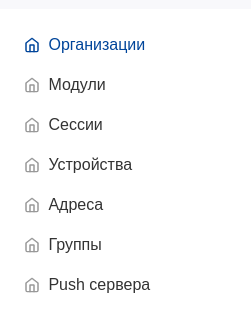 Организации
Модули
Сессии
Устройства
Адреса
Группы
Push сервера